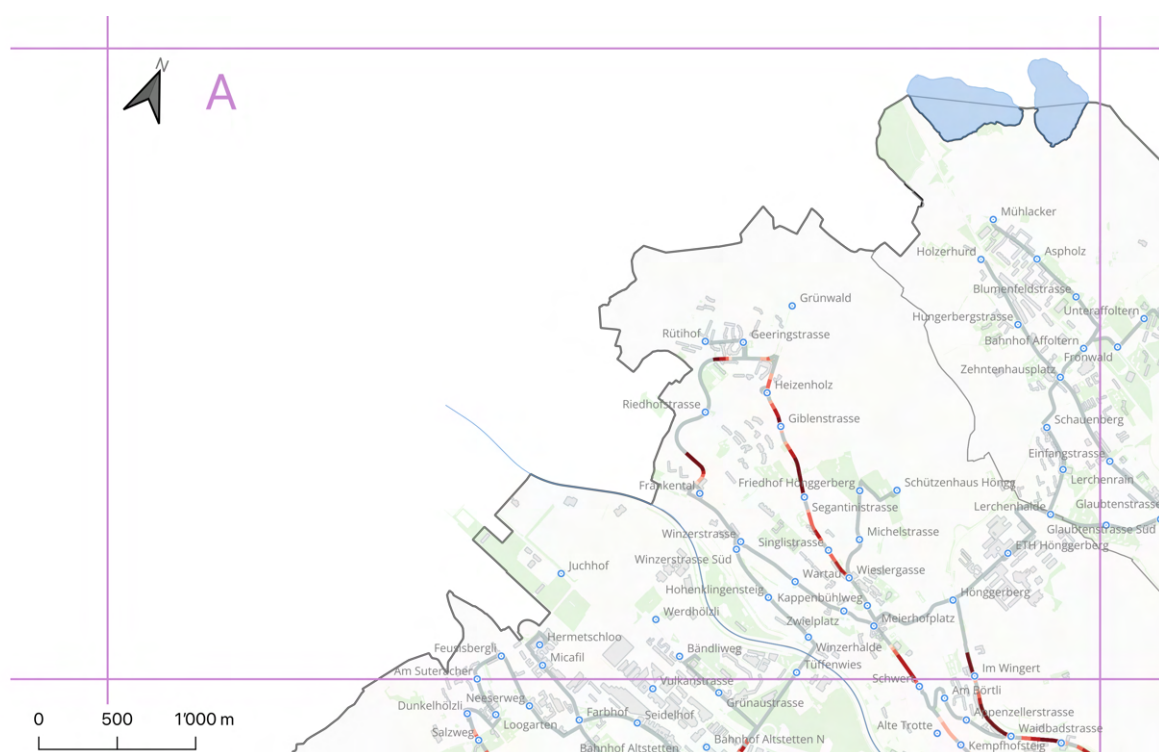 N
A
Mühlacker
Holzerhurd
Aspholz
Blumenfeldstrasse
Grünwald
Unteraffoltern
Hungerbergstrasse
Rütihof
Geeringstrasse
Bahnhof Affoltern
Fronwald
Zehntenhausplatz
Heizenholz
Riedhofstrasse
Giblenstrasse
Schauenberg
Einfangstrasse
Friedhof Hönggerberg
Schützenhaus Höngg
Lerchenrain
Frankental
Segantinistrasse
Lerchenhalde
Glaubtenstrasse
Glaubtenstrasse Süd
Winzerstrasse
Singlistrasse
Michelstrasse
ETH Hönggerberg
Winzerstrasse Süd
Juchhof
Wartau
Wieslergasse
Hohenklingensteig
Kappenbühlweg
Hönggerberg
Werdhölzli
Zwielplatz
Meierhofplatz
Hermetschloo
Winzerhalde
Feusisbergli
Micafil
Bändliweg
Tüffenwies
Im Wingert
Am Suteracher
Vulkanstrasse
Schwert
Am Börtli
Neeserweg
Grünaustrasse
Dunkelhölzli
Loogarten
Farbhof
Seidelhof
Appenzellerstrasse
Alte Trotte
Waidbadstrasse
Salzweg
Bahnhof Altstetten
Bahnhof Altstetten N
Kempfhofsteig
0 500 1'000 m